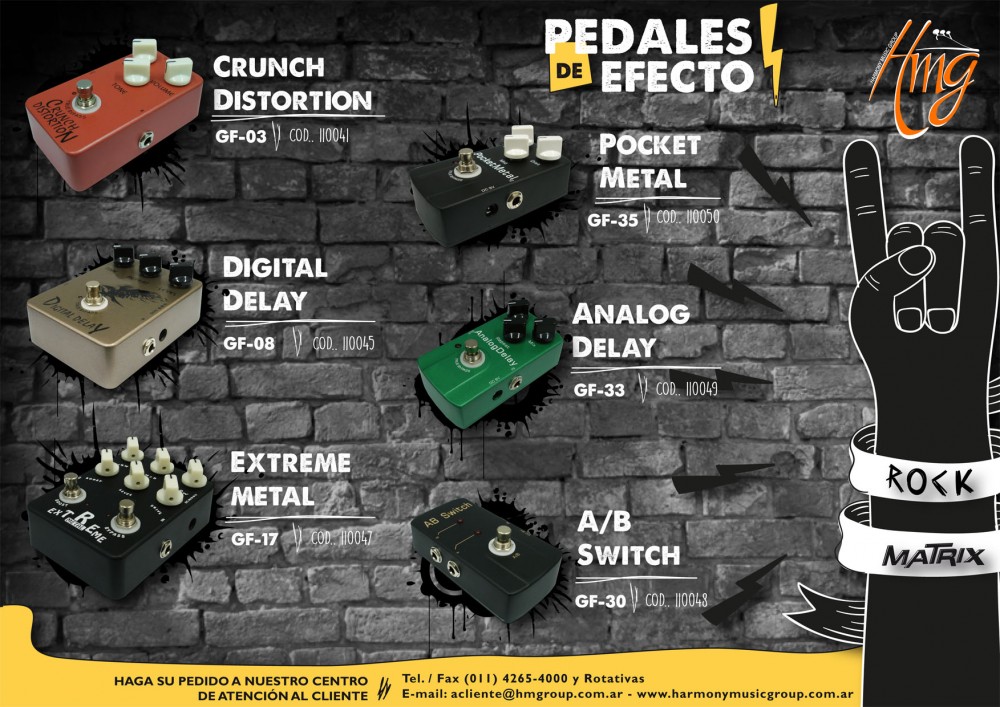 PEDALES
DE EFECTO
HARMONY MUSIC GROUP
Hmg
CRUNCH
DISTORTION
GF-03 COD.. 110041
CRUNCH
DISTORTION
POCKET
METAL
GF-35 COD.. 110050
PocketMetal
DC 9V
DIGITAL
DELAY
GF-08 COD.. 110045
DIGITAL DELAY
ANALOG
DELAY
GF-33 COD.. 110049
AnalogDelay
EXTREME
METAL
GF-17 COD.. 110047
EXTREME
A/B
SWITCH
GF-30 COD.. 110048
AB Switch
ROCK
MATRIX
HAGA SU PEDIDO A NUESTRO CENTRO
DE ATENCIÓN AL CLIENTE
Tel. / Fax (011) 4265-4000 y Rotativas
E-mail: acliente@hmgroup.com.ar - www.harmonymusicgroup.com.ar